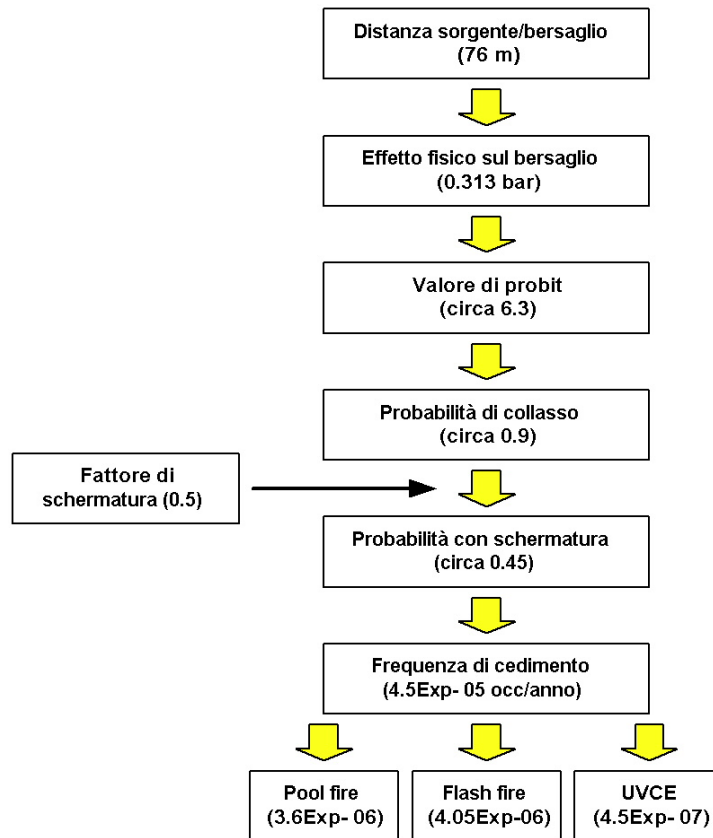 Distanza sorgente/bersaglio
(76 m)
Effetto fisico sul bersaglio
(0.313 bar)
Valore di probit
(circa 6.3)
Probabilità di collasso
(circa 0.9)
Fattore di
schermatura (0.5)
Probabilità con schermatura
(circa 0.45)
Frequenza di cedimento
(4.5Exp- 05 occ/anno)
Pool fire
(3.6Exp- 06)
Flash fire
(4.05Exp-06)
UVCE
(4.5Exp- 07)